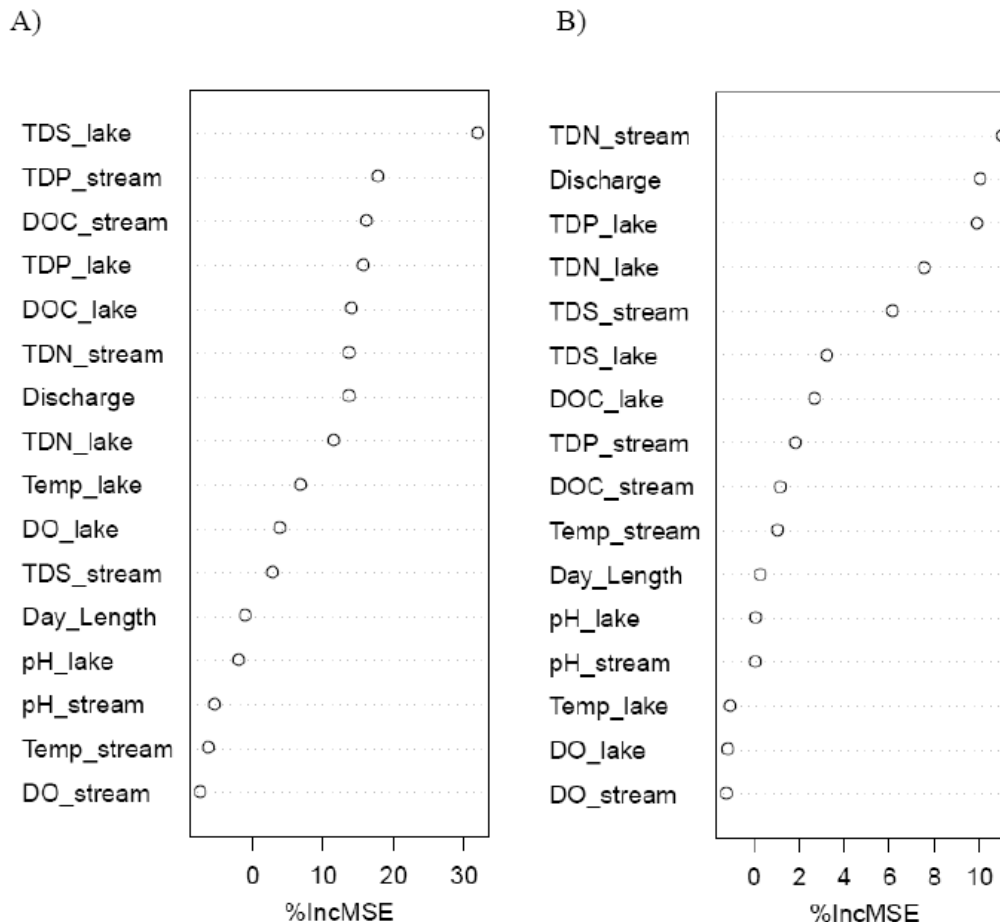 A)
TDS_lake
TDP_stream
DOC_stream
TDP_lake
DOC_lake
TDN_stream
Discharge
TDN_lake
Temp_lake
DO_lake
TDS_stream
Day_Length
pH_lake
pH_stream
Temp_stream
DO_stream
0 10 20 30
%IncMSE
B)
TDN_stream
Discharge
TDP_lake
TDN_lake
TDS_stream
TDS_lake
DOC_lake
TDP_stream
DOC_stream
Temp_stream
Day_Length
pH_lake
pH_stream
Temp_lake
DO_lake
DO_stream
0 2 4 6 8 10
%IncMSE